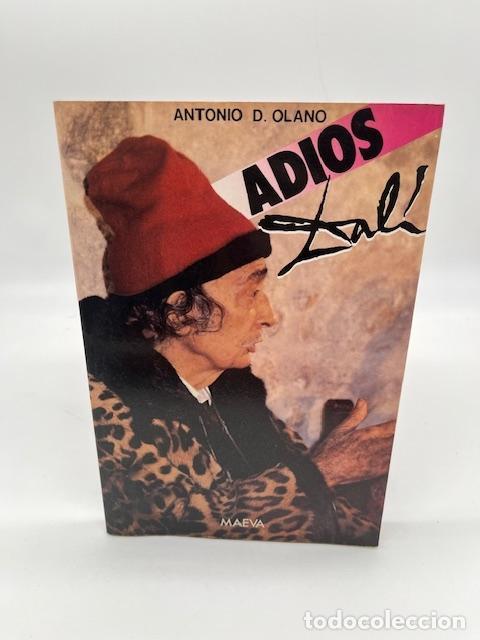 ANTONIO D. OLANO
ADIOS
Dalí
MAEVA
todocoleccion